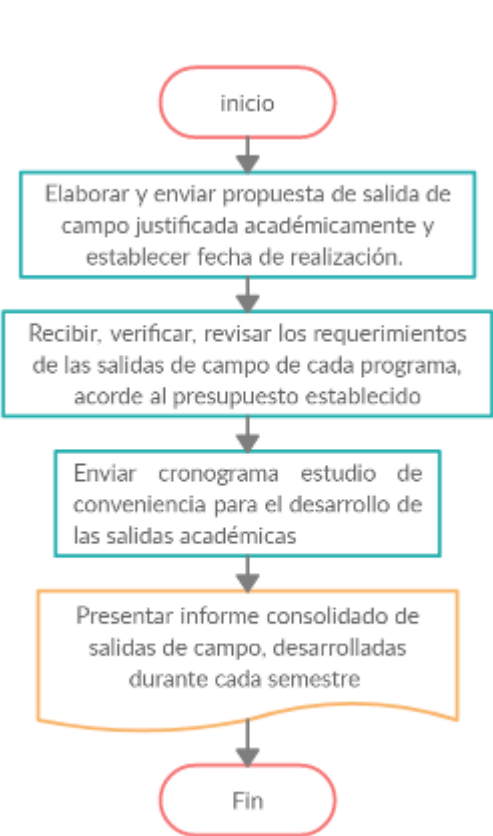 inicio
Elaborar y enviar propuesta de salida de
campo justificada académicamente y
establecer fecha de realización.
Recibir, verificar, revisar los requerimientos
de las salidas de campo de cada programa,
acorde al presupuesto establecido
Enviar cronograma estudio de
conveniencia para el desarrollo de
las salidas académicas
Presentar informe consolidado de
salidas de campo, desarrolladas
durante cada semestre
Fin